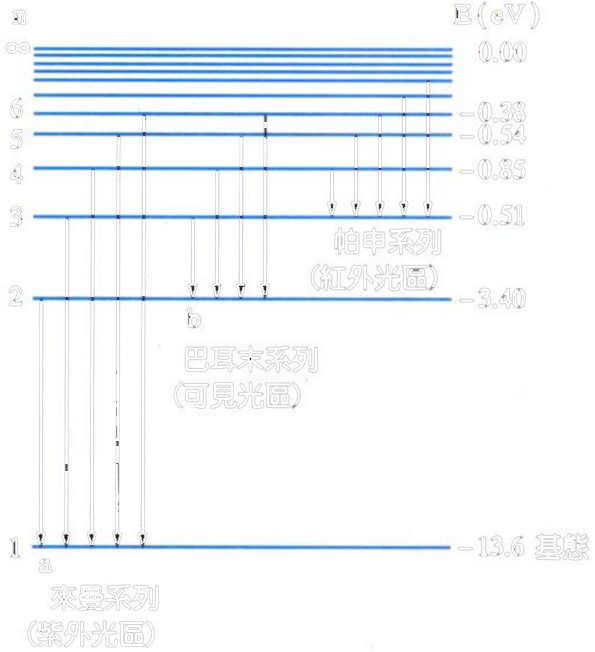 n E(eV)
∞ 0.00
6 -0.38
5 -0.54
4 -0.85
3 -0.51
帕申系列
(紅外光區)
2 -3.40
b
巴耳末系列
(可見光區)
1 -13.6 基態
a
來曼系列
(紫外光區)